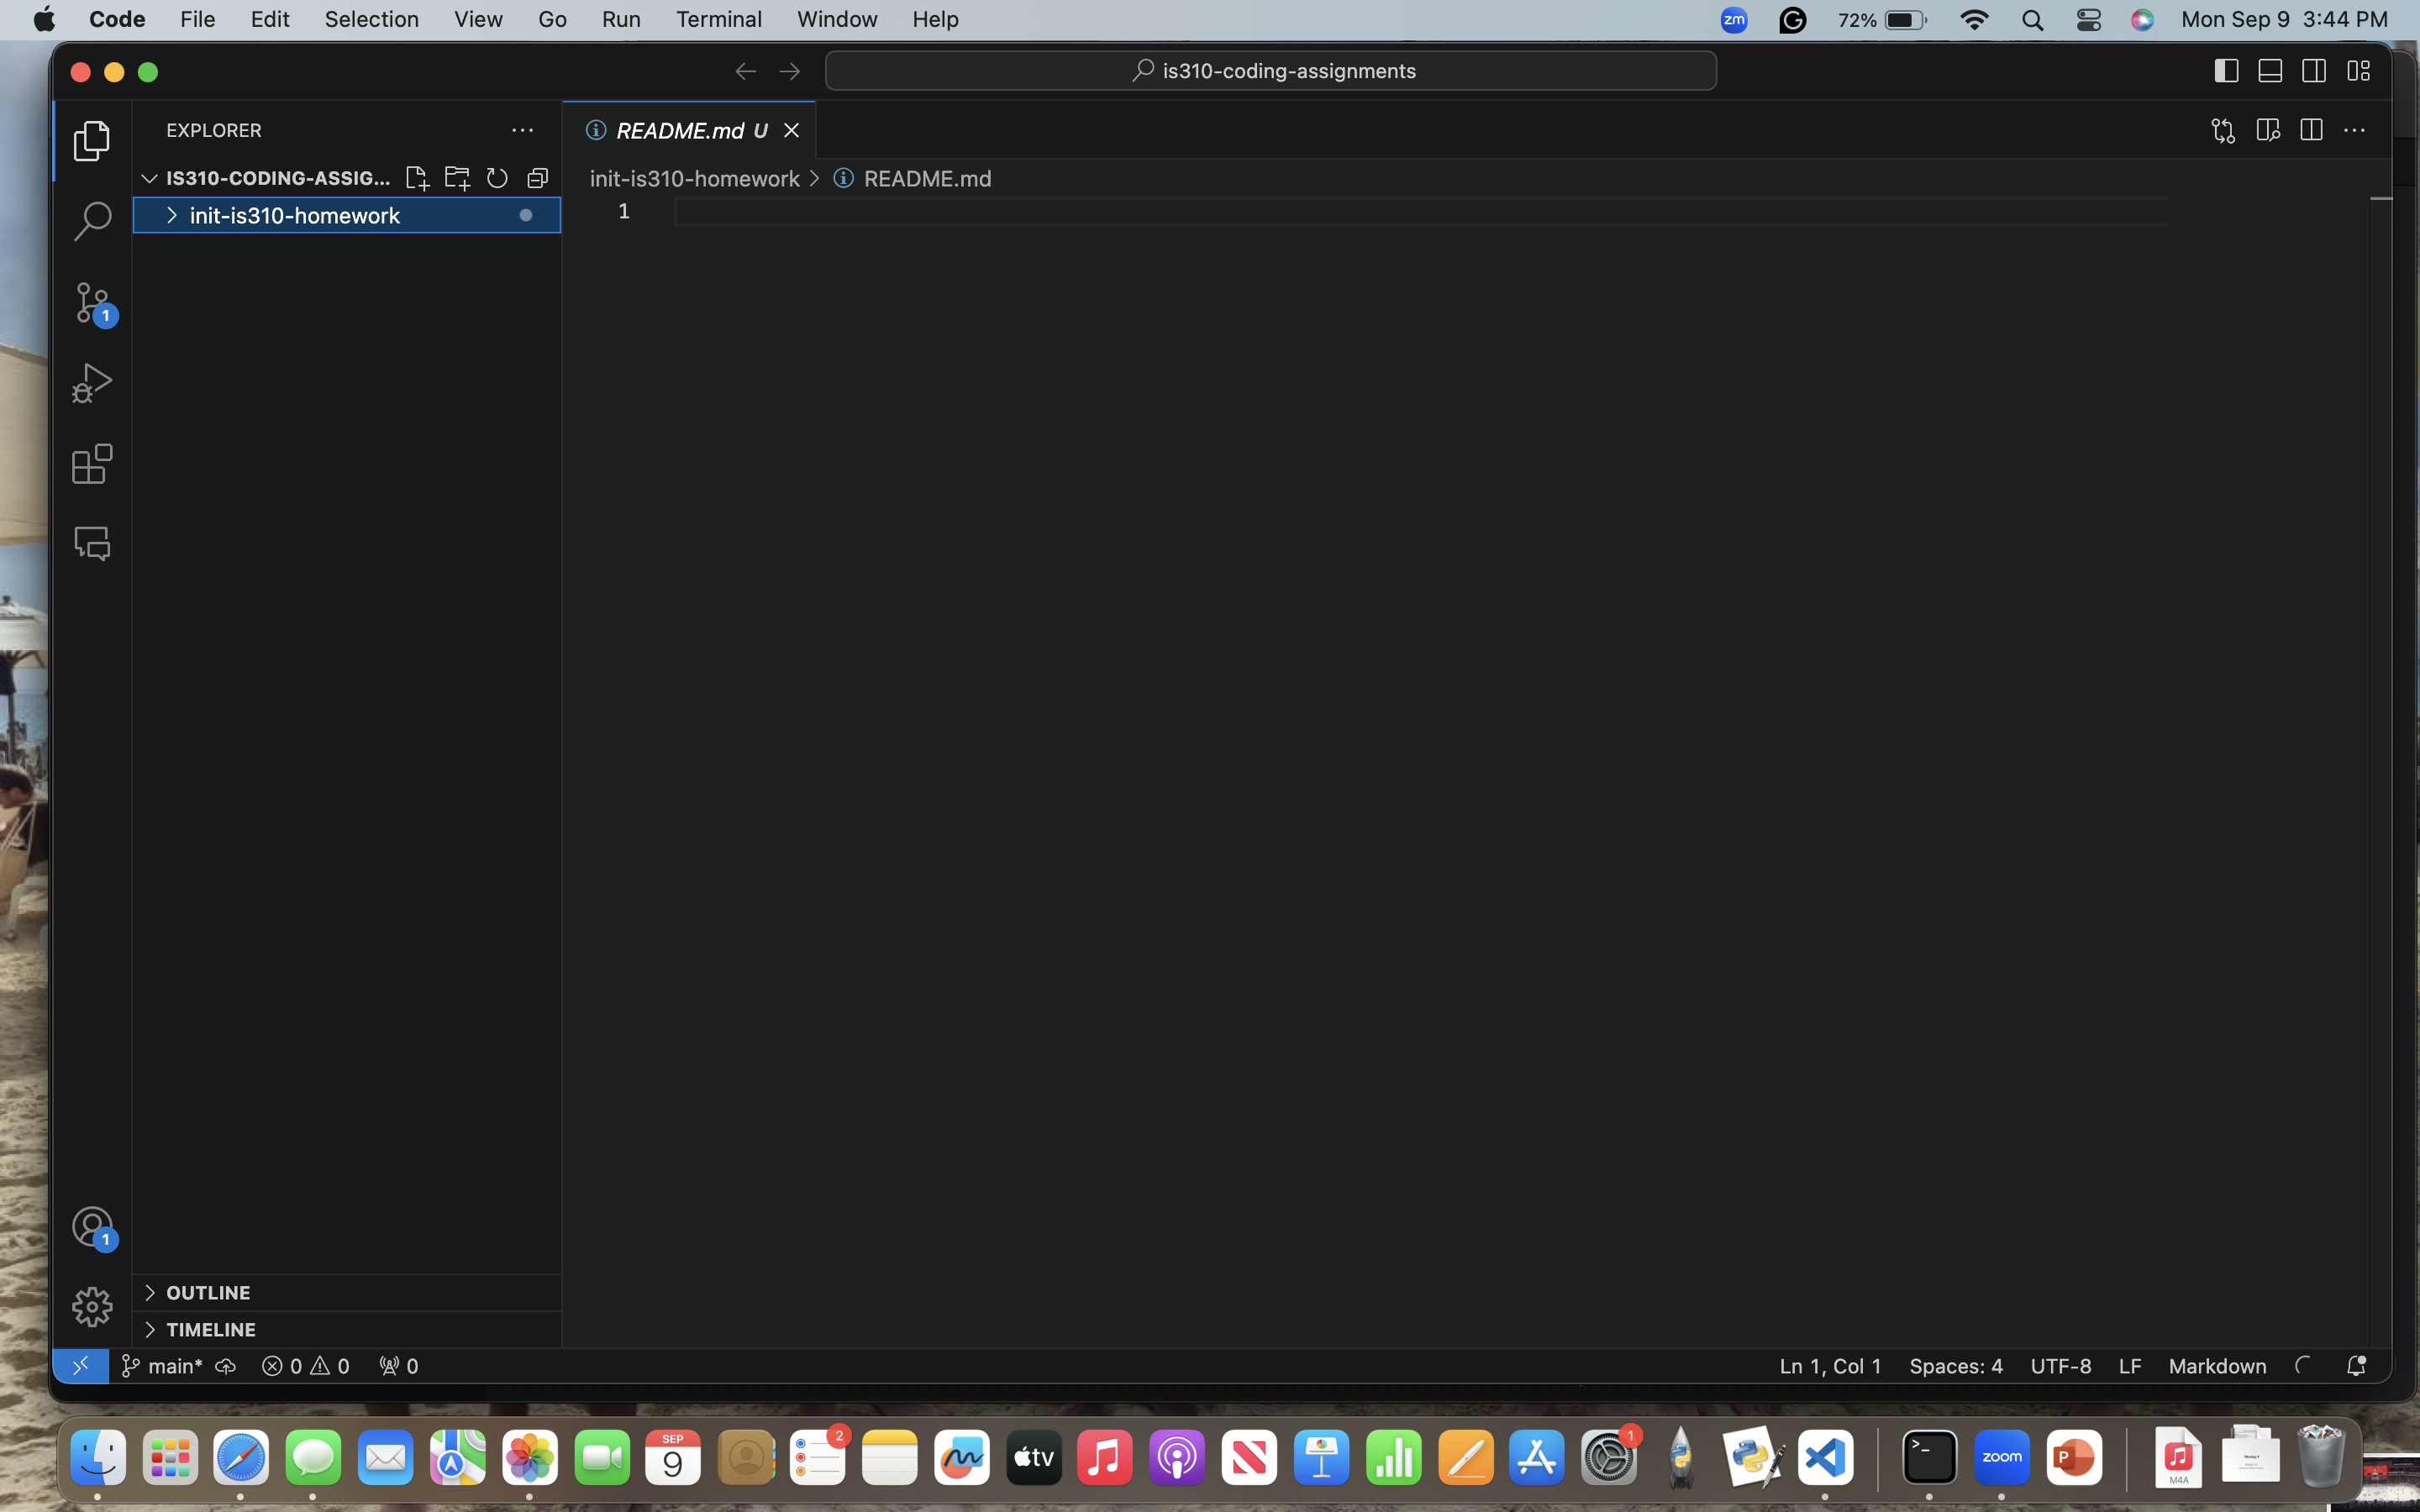 Code File Edit Selection View Go Run Terminal Window Help zm 72% Mon Sep 9 3:44 PM
is310-coding-assignments
EXPLORER
README.md U
IS310-CODING-ASSIG...
init-is310-homework > README.md
init-is310-homework
1
1
1
OUTLINE
TIMELINE
main* 0 0 0 Ln 1, Col 1 Spaces: 4 UTF-8 LF Markdown
SEP
9
2
tv
1
>_
zoom
P
M4A